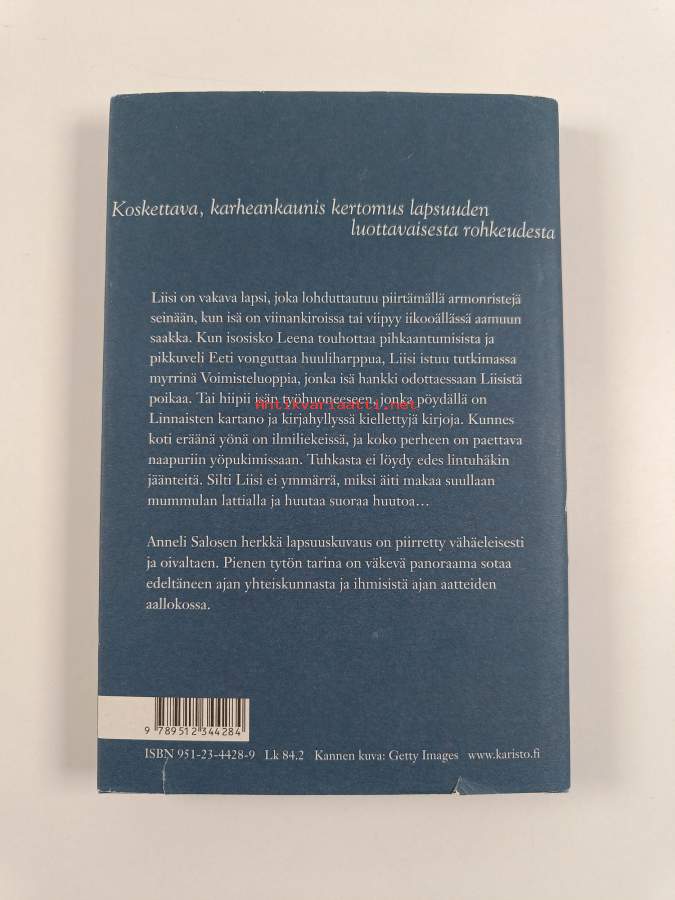 Koskettava, karheankaunis kertomus lapsuuden
luottavaisesta rohkeudesta
Liisi on vakava lapsi, joka lohduttautuu piirtämällä armonristejä
seinään, kun isä on viinankiroissa tai viipyy iikooällässä aamuun
saakka. Kun isosisko Leena touhottaa pihkaantumisista ja
pikkuveli Eeti vonguttaa huuliharppua, Liisi istuu tutkimassa
myrrinä Voimisteluoppia, jonka isä hankki odottaessaan Liisistä
poikaa. Tai hiipii isän työhuoneeseen, jonka pöydällä on
Antikvariaatti.net
Linnaisten kartano ja kirjahyllyssä kiellettyjä kirjoja. Kunnes
koti eräänä yönä on ilmiliekeissä, ja koko perheen on paettava
naapuriin yöpukimissaan. Tuhkasta ei löydy edes lintuhäkin
jäänteitä. Silti Liisi ei ymmärrä, miksi äiti makaa suullaan
mummulan lattialla ja huutaa suoraa huutoa…
Anneli Salosen herkkä lapsuuskuvaus on piirretty vähäeleisesti
ja oivaltaen. Pienen tytön tarina on väkevä panoraama sotaa
edeltäneen ajan yhteiskunnasta ja ihmisistä ajan aatteiden
aallokossa.
9 789512 344284
ISBN 951-23-4428-9 Lk 84.2 Kannen kuva: Getty Images www.karisto.fi